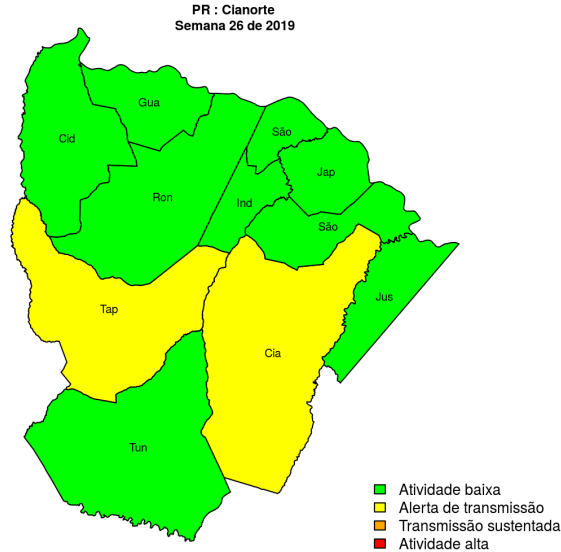 PR : Cianorte
Semana 26 de 2019
Gua
Cid
São
Jap
Ron
Ind
São
Jus
Tap
Cia
Tun
Atividade baixa
Alerta de transmissão
Transmissão sustentada
Atividade alta